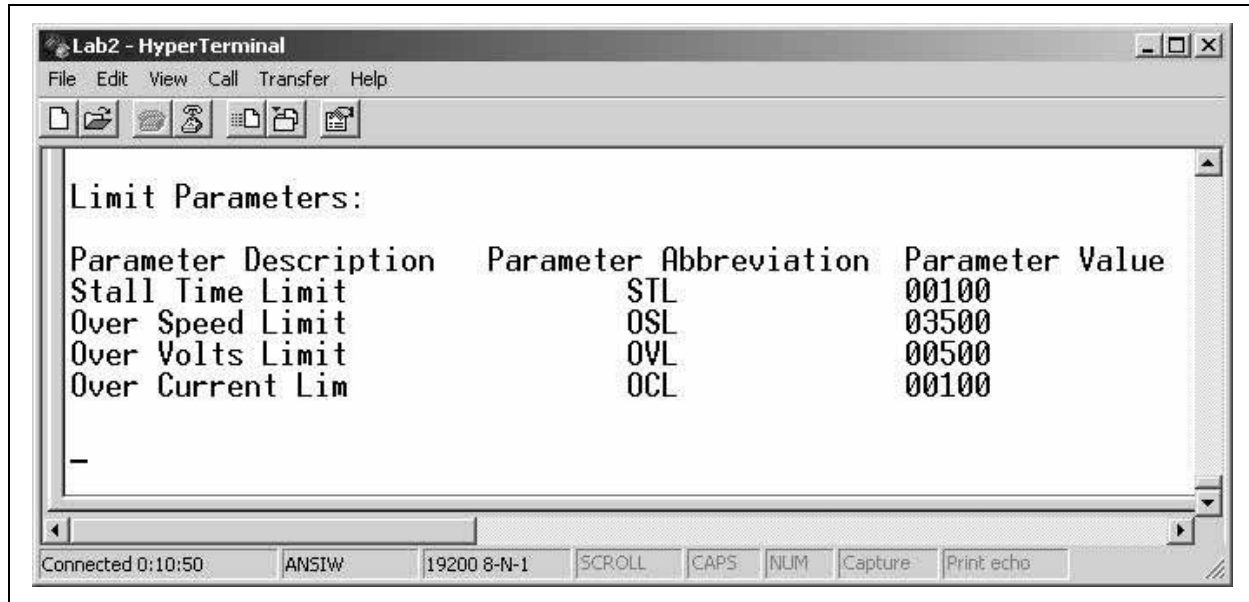 Lab2 - HyperTerminal
File Edit View Call Transfer Help
Limit Parameters:
Parameter Description Parameter Abbreviation Parameter Value
Stall Time Limit STL 00100
Over Speed Limit OSL 03500
Over Volts Limit OVL 00500
Over Current Lim OCL 00100
_
Connected 0:10:50 ANSIW 19200 8-N-1 SCROLL CAPS NUM Capture Print echo